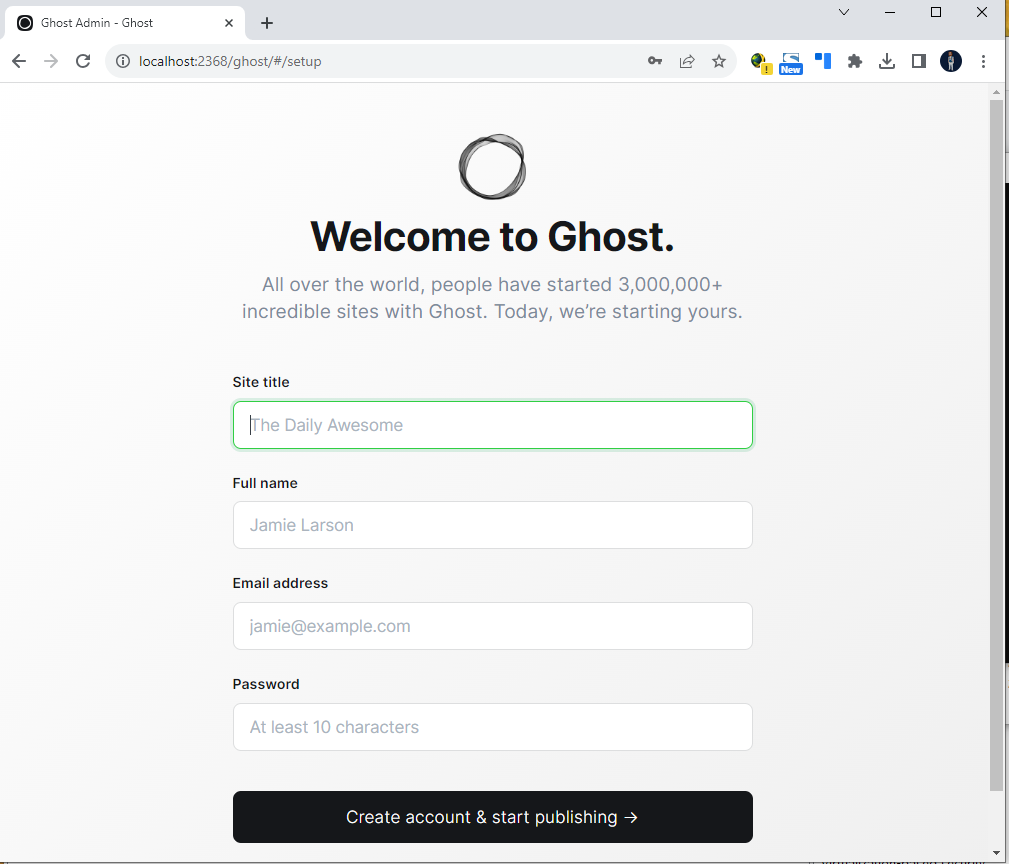 Ghost Admin - Ghost
localhost:2368/ghost/#/setup
New
Welcome to Ghost.
All over the world, people have started 3,000,000+
incredible sites with Ghost. Today, we’re starting yours.
Site title
The Daily Awesome
Full name
Jamie Larson
Email address
jamie@example.com
Password
At least 10 characters
Create account & start publishing →